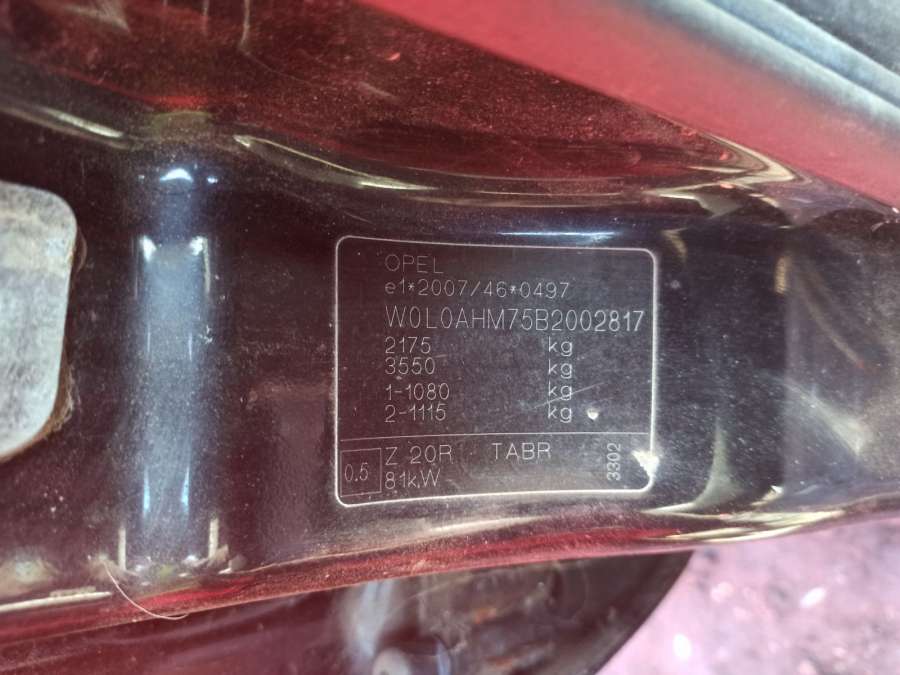 OPEL
e1*2007/46*0497
W0L0AHM75B2002817
2175 kg
3550 kg
1-1080 kg
2-1115 kg
0.5 Z 20R TABR 3302
81kW